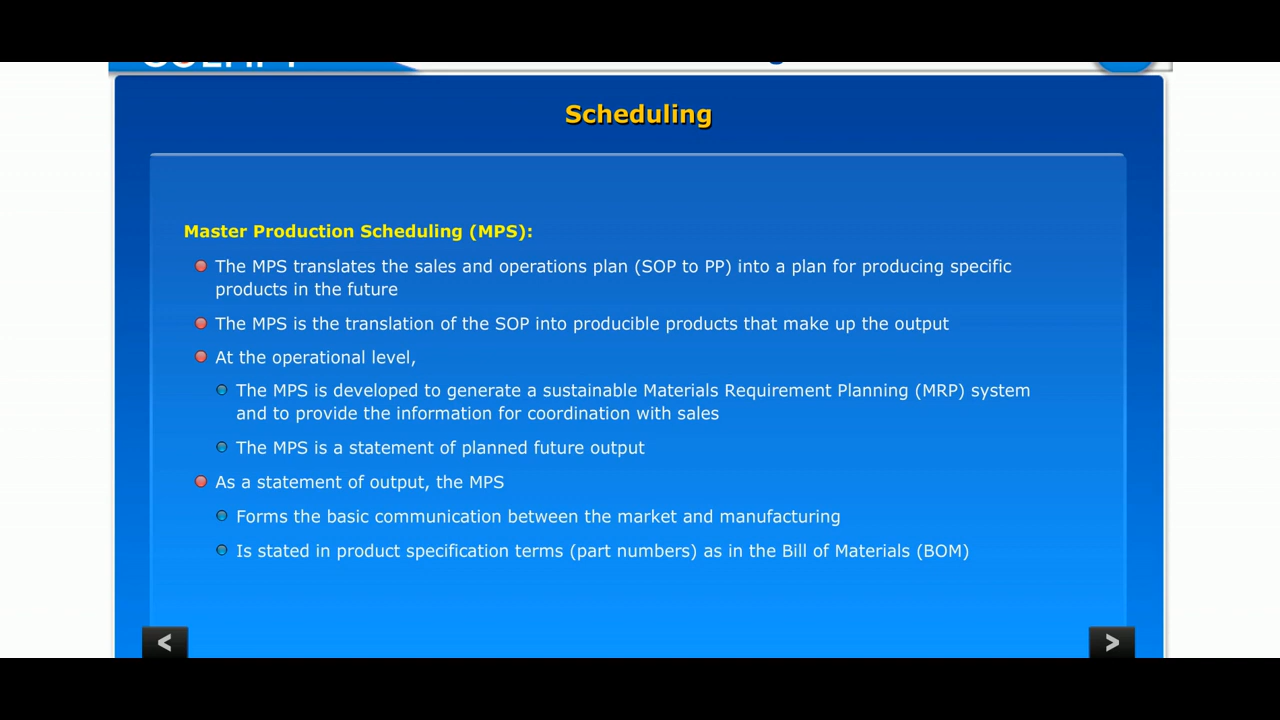 Scheduling
Master Production Scheduling (MPS):
The MPS translates the sales and operations plan (SOP to PP) into a plan for producing specific
products in the future
The MPS is the translation of the SOP into producible products that make up the output
At the operational level,
The MPS is developed to generate a sustainable Materials Requirement Planning (MRP) system
and to provide the information for coordination with sales
The MPS is a statement of planned future output
As a statement of output, the MPS
Forms the basic communication between the market and manufacturing
Is stated in product specification terms (part numbers) as in the Bill of Materials (BOM)
< >